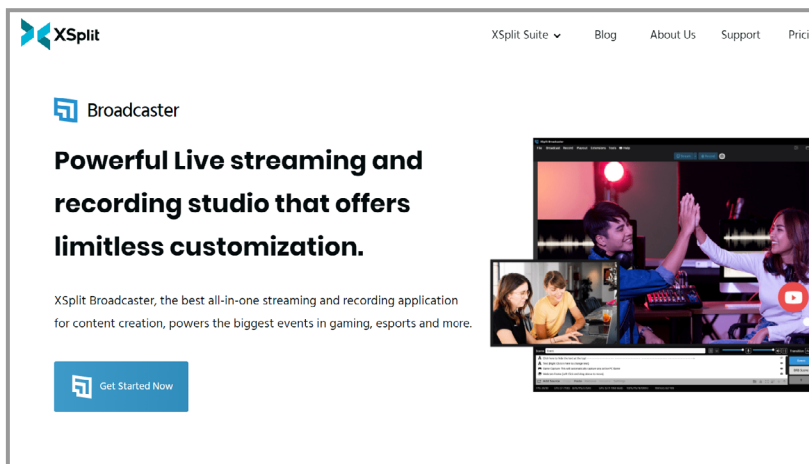 XSplit
XSplit Suite
Blog
About Us
Support
Prici
Broadcaster
Powerful Live streaming and
recording studio that offers
limitless customization.
XSplit Broadcaster, the best all-in-one streaming and recording application
for content creation, powers the biggest events in gaming, esports and more.
Get Started Now